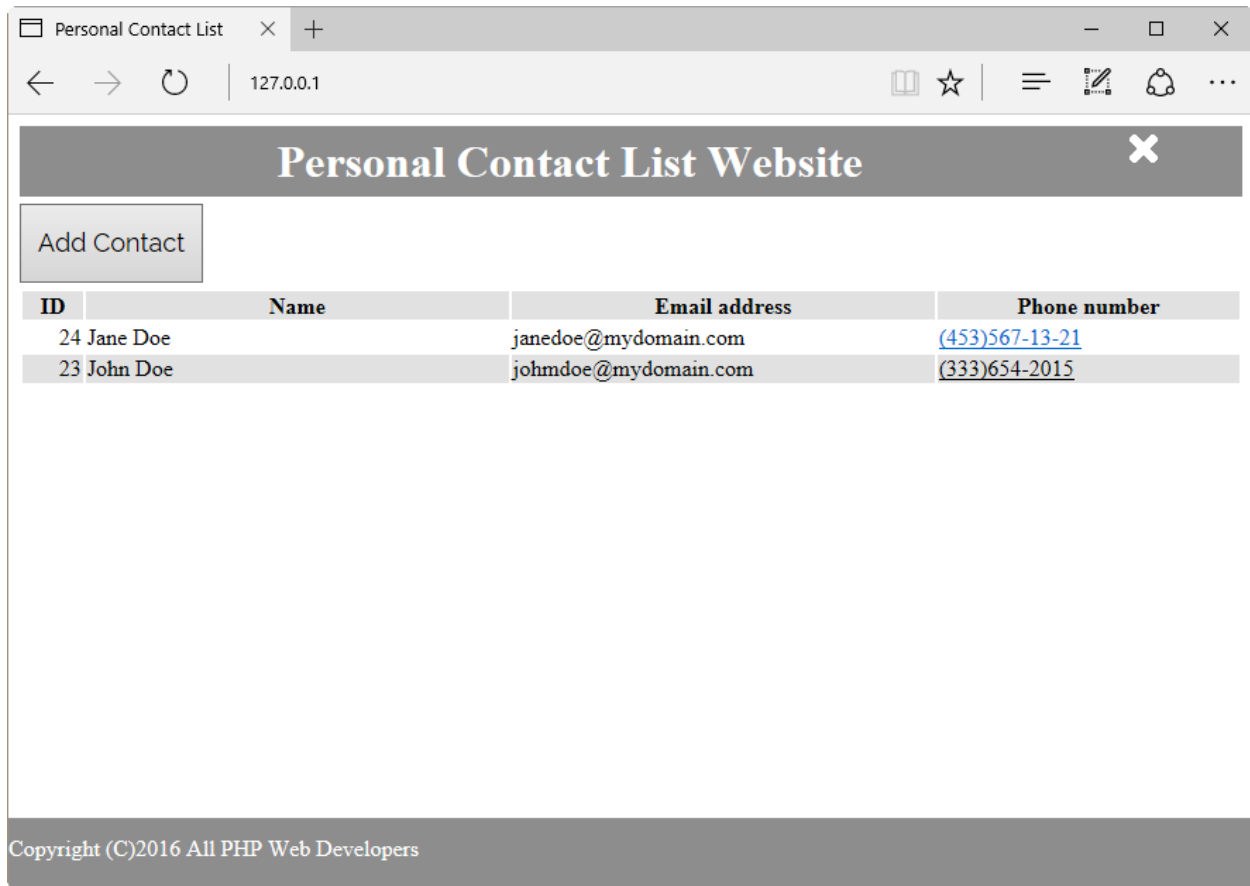 Personal Contact List
127.0.0.1
Personal Contact List Website
Add Contact
ID Name Email address Phone number
24 Jane Doe janedoe@mydomain.com (453)567-13-21
23 John Doe johmdoe@mydomain.com (333)654-2015
Copyright (C)2016 All PHP Web Developers